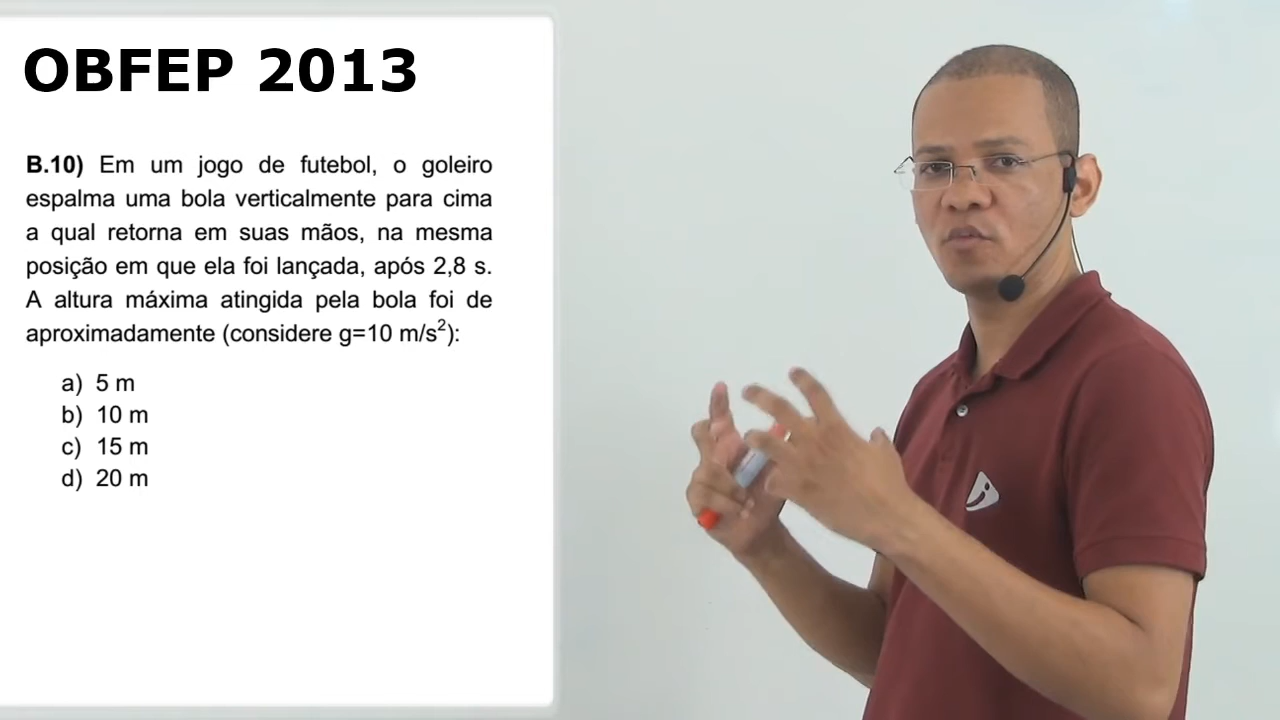 OBFEP 2013
B.10) Em um jogo de futebol, o goleiro
espalma uma bola verticalmente para cima
a qual retorna em suas mãos, na mesma
posição em que ela foi lançada, após 2,8 s.
A altura máxima atingida pela bola foi de
aproximadamente (considere g=10 m/s²):
a) 5 m
b) 10 m
c) 15 m
d) 20 m